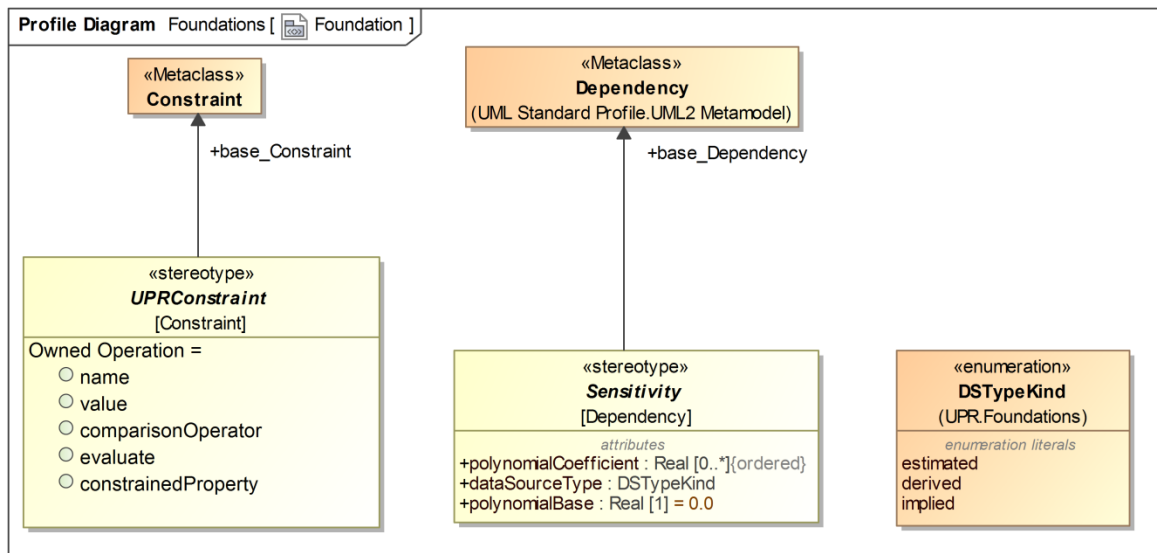 Profile Diagram Foundations [ Foundation ]
«Metaclass»
Constraint
+base_Constraint
«stereotype»
UPRConstraint
[Constraint]
Owned Operation =
name
value
comparisonOperator
evaluate
constrainedProperty
«Metaclass»
Dependency
(UML Standard Profile.UML2 Metamodel)
+base_Dependency
«stereotype»
Sensitivity
[Dependency]
attributes
+polynomialCoefficient : Real [0..*]{ordered}
+dataSourceType : DSTypeKind
+polynomialBase : Real [1] = 0.0
«enumeration»
DSTypeKind
(UPR.Foundations)
enumeration literals
estimated
derived
implied